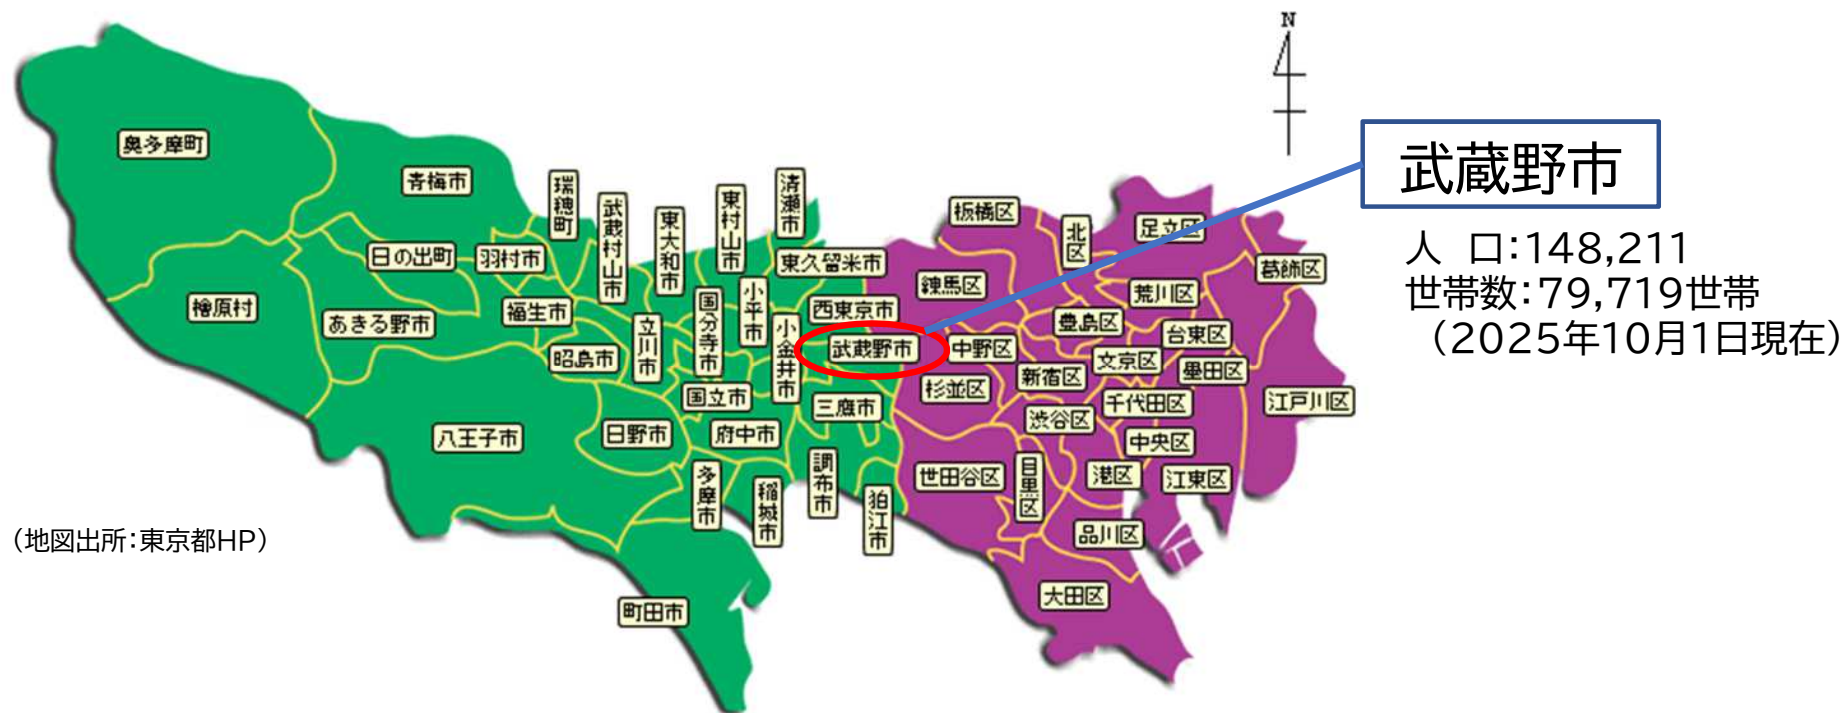 N
武蔵野市
人　口：148,211
世帯数：79,719世帯
（2025年10月1日現在）
奥多摩町
青梅市
瑞穂町
武蔵村山市
東大和市
東村山市
清瀬市
日の出町
羽村市
東久留米市
檜原村
あきる野市
福生市
昭島市
立川市
国分寺市
小平市
小金井市
西東京市
武蔵野市
国立市
三鷹市
八王子市
日野市
府中市
多摩市
稲城市
調布市
狛江市
町田市
板橋区
北区
足立区
葛飾区
練馬区
荒川区
豊島区
台東区
中野区
文京区
墨田区
杉並区
新宿区
千代田区
江戸川区
渋谷区
中央区
世田谷区
目黒区
港区
江東区
品川区
大田区
（地図出所：東京都HP）